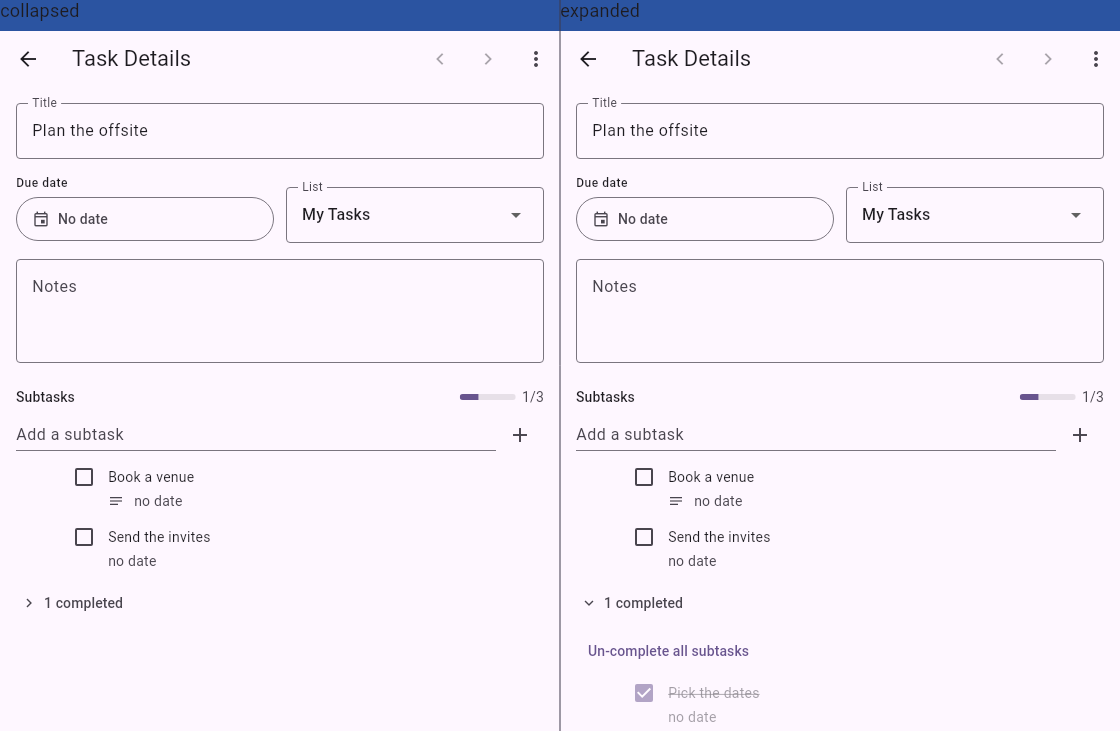 collapsed
Task Details
Title
Plan the offsite
Due date
No date
List
My Tasks
Notes
Subtasks
1/3
Add a subtask
Book a venue
no date
Send the invites
no date
1 completed
expanded
Task Details
Title
Plan the offsite
Due date
No date
List
My Tasks
Notes
Subtasks
1/3
Add a subtask
Book a venue
no date
Send the invites
no date
1 completed
Un-complete all subtasks
Pick the dates
no date